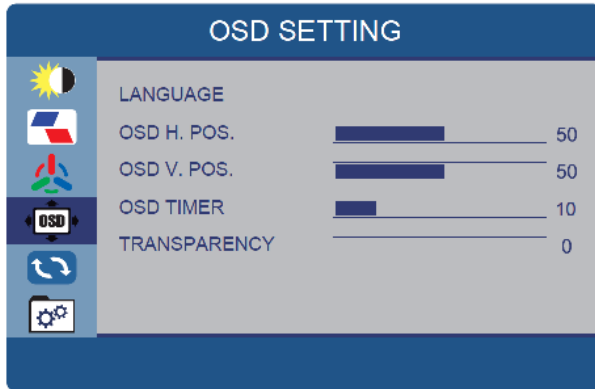 OSD SETTING
LANGUAGE
OSD H. POS. 50
OSD V. POS. 50
OSD
OSD TIMER 10
TRANSPARENCY 0